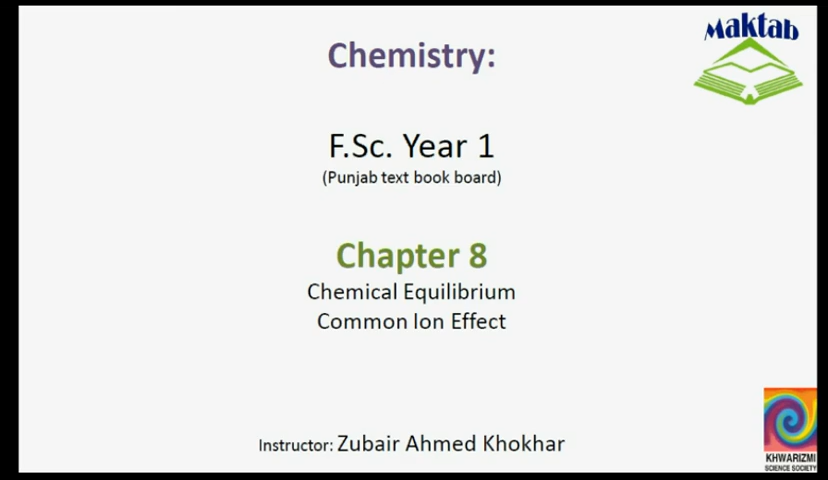 Maktab
Chemistry:
F.Sc. Year 1
(Punjab text book board)
Chapter 8
Chemical Equilibrium
Common Ion Effect
Instructor: Zubair Ahmed Khokhar
KHWARIZMI
SCIENCE SOCIETY